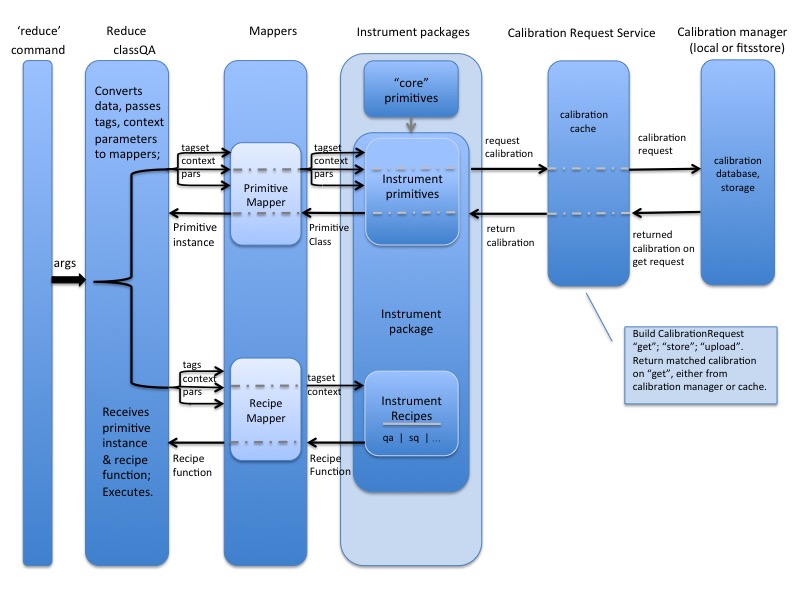 ‘reduce’
command
Reduce
classQA
Mappers
Instrument packages
Calibration Request Service
Calibration manager
(local or fitsstore)
Converts
data, passes
tags, context
parameters
to mappers;
“core”
primitives
calibration
cache
calibration
database,
storage
tagset
context
pars
Primitive
Mapper
tagset
context
pars
Instrument
primitives
request
calibration
calibration
request
Primitive
instance
Primitive
Class
return
calibration
returned
calibration on
get request
args
Instrument
package
Build CalibrationRequest
“get”; “store”; “upload”.
Return matched calibration
on “get”, either from
calibration manager or cache.
tags
context
pars
Recipe
Mapper
tagset
context
Instrument
Recipes
qa | sq | ...
Receives
primitive
instance
& recipe
function;
Executes.
Recipe
function
Recipe
Function